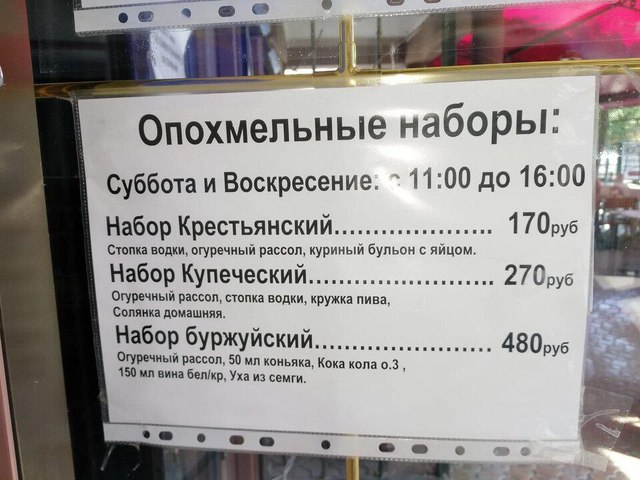 Опохмельные наборы:
Суббота и Воскресение: с 11:00 до 16:00
Набор Крестьянский.................... 170руб
Стопка водки, огуречный рассол, куриный бульон с яйцом.
Набор Купеческий........................ 270руб
Огуречный рассол, стопка водки, кружка пива,
Солянка домашняя.
Набор буржуйский....................... 480руб
Огуречный рассол, 50 мл коньяка, Кока кола о.3 ,
150 мл вина бел/кр, Уха из семги.